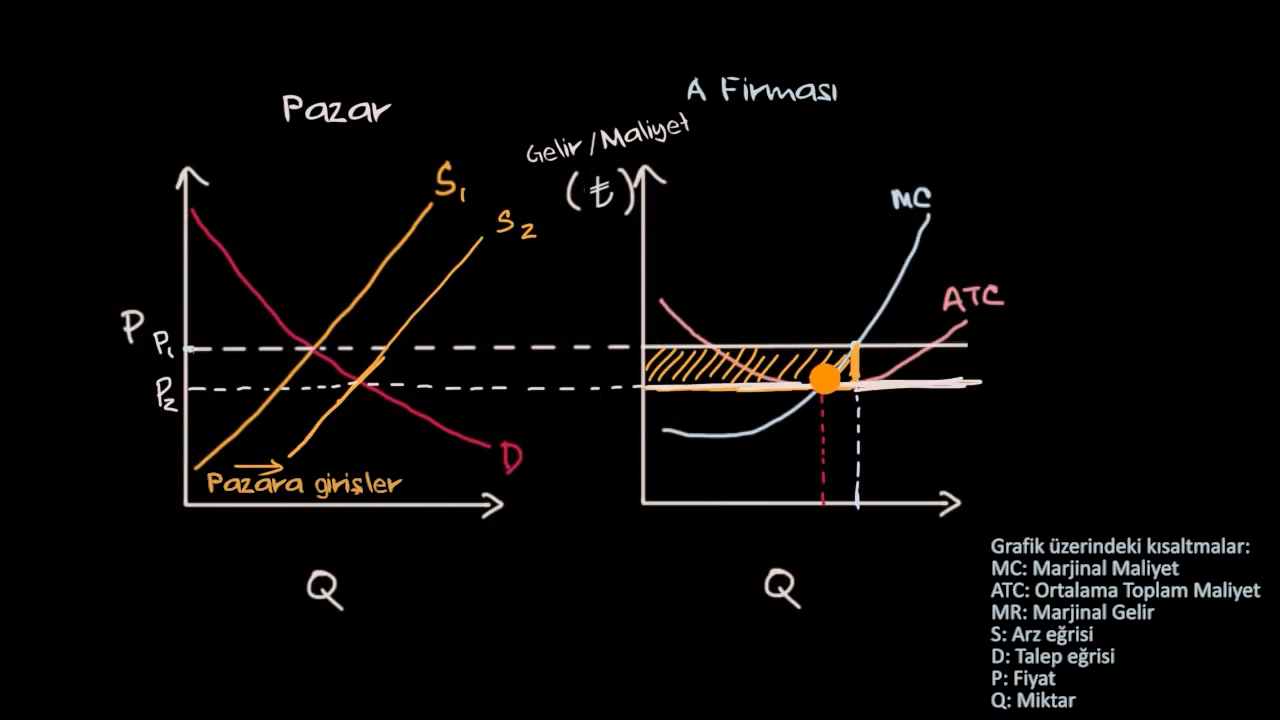 Pazar
A Firması
Gelir/Maliyet
(₺)
S1
S2
MC
ATC
P
P1
P2
D
Pazara girişler
Q
Q
Grafik üzerindeki kısaltmalar:
MC: Marjinal Maliyet
ATC: Ortalama Toplam Maliyet
MR: Marjinal Gelir
S: Arz eğrisi
D: Talep eğrisi
P: Fiyat
Q: Miktar